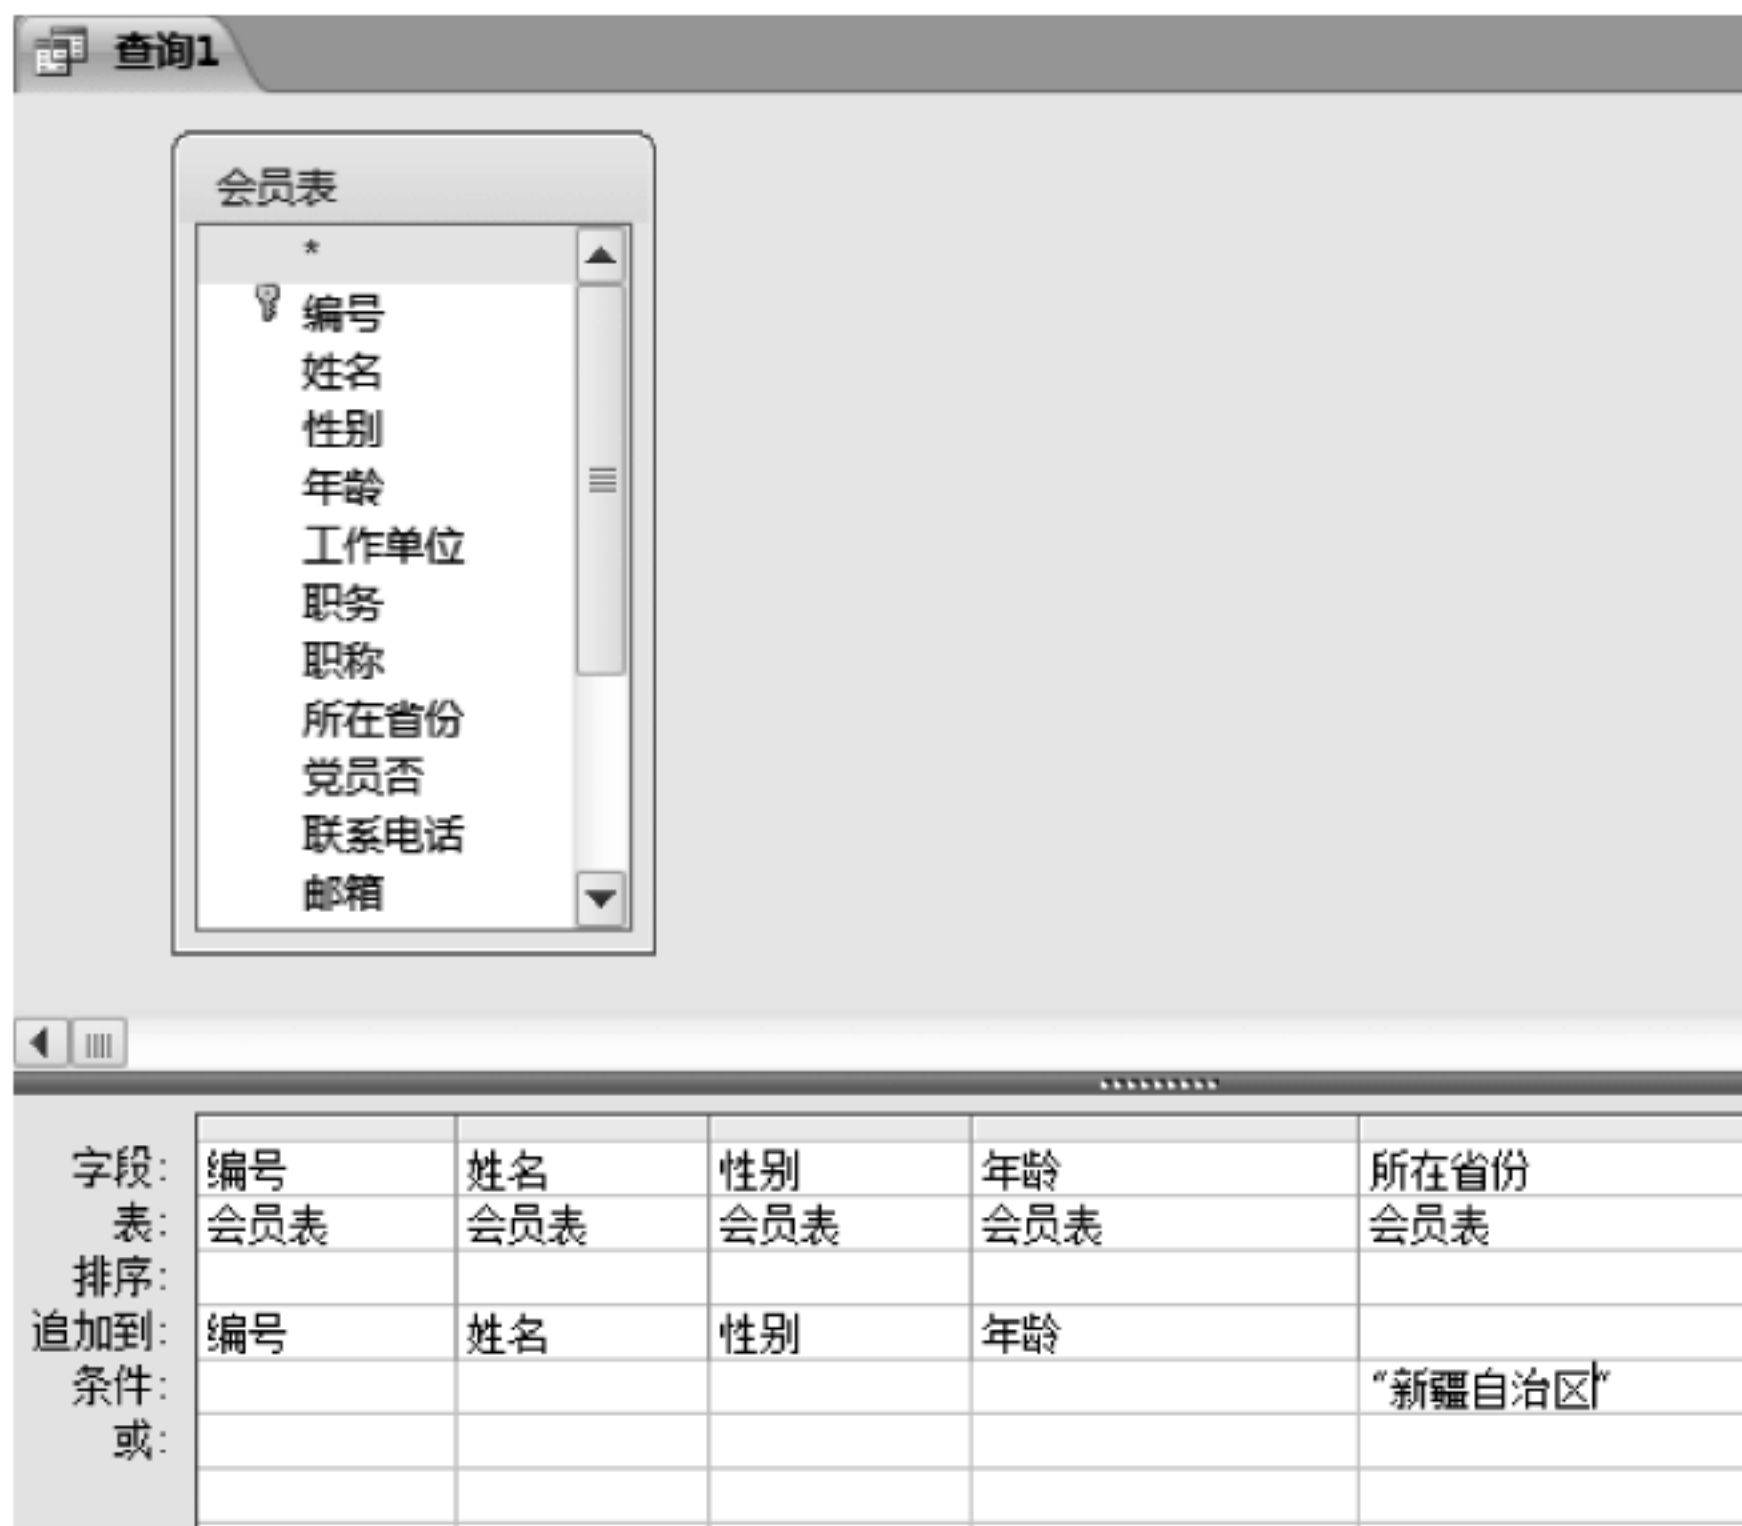 查询1
会员表
*
编号
姓名
性别
年龄
工作单位
职务
职称
所在省份
党员否
联系电话
邮箱
字段: 编号 姓名 性别 年龄 所在省份
表: 会员表 会员表 会员表 会员表 会员表
排序:
追加到: 编号 姓名 性别 年龄
条件: "新疆自治区"
或: